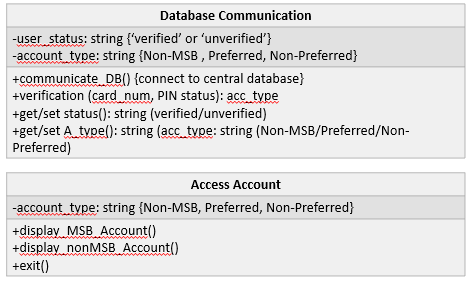 Database Communication
-user_status: string {‘verified’ or ‘unverified’}
-account_type: string {Non-MSB , Preferred, Non-Preferred}
+communicate_DB() {connect to central database}
+verification (card_num, PIN status): acc_type
+get/set status(): string (verified/unverified)
+get/set A_type(): string (acc_type: string (Non-MSB/Preferred/Non-
Preferred)
Access Account
-account_type: string {Non-MSB, Preferred, Non-Preferred}
+display_MSB_Account()
+display_nonMSB_Account()
+exit()